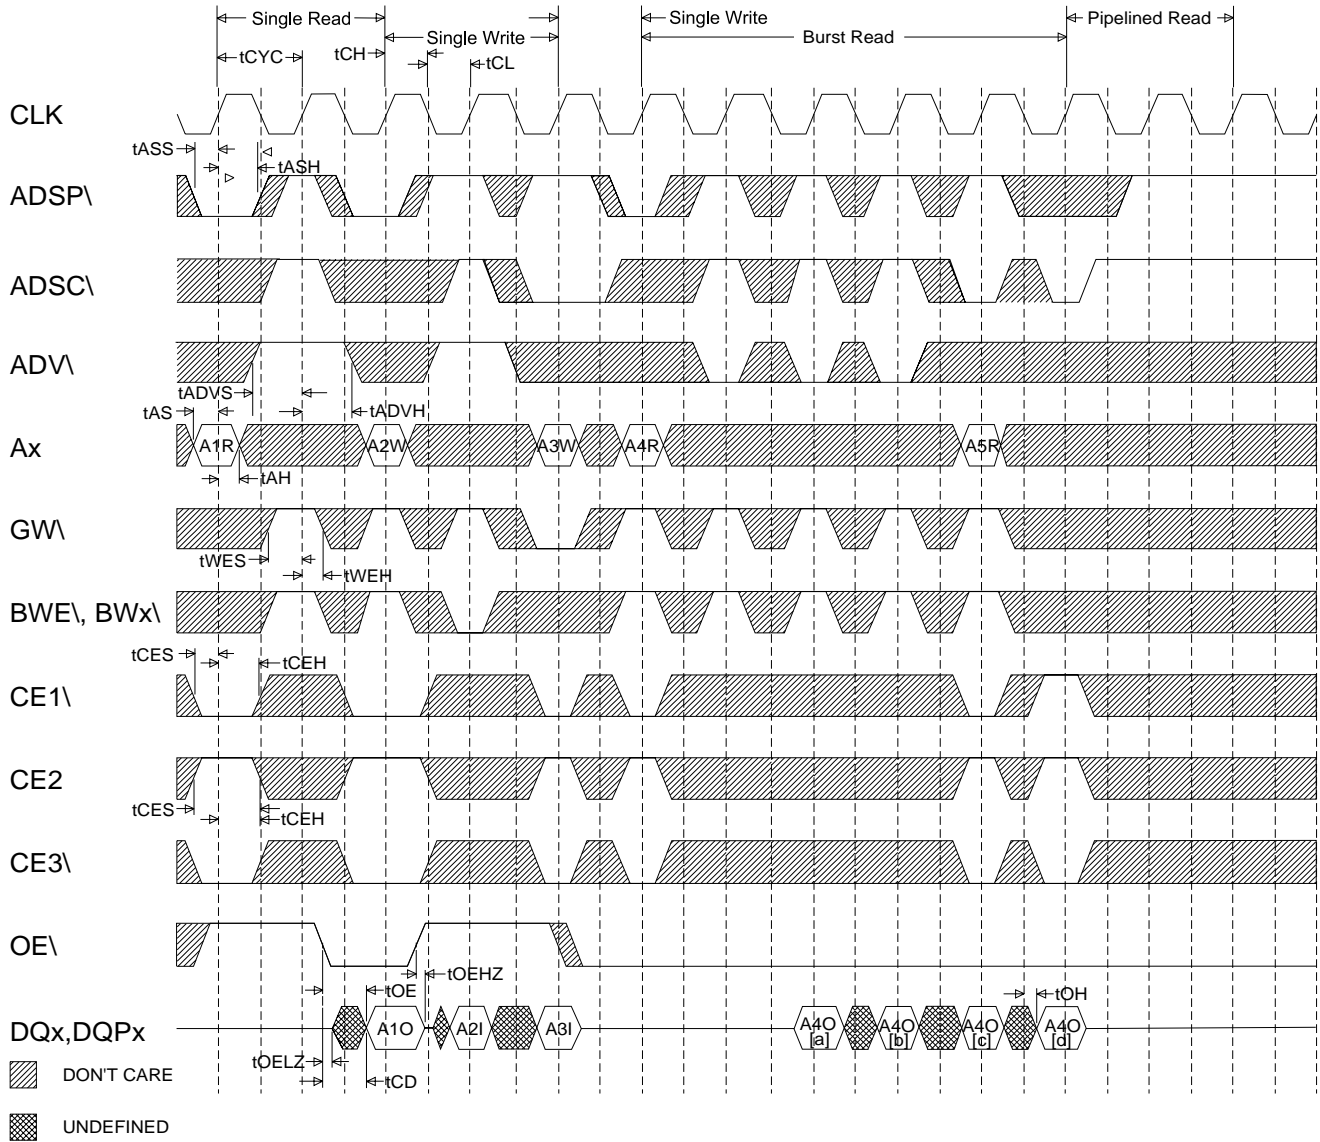 Single Read
Single Write
Pipelined Read
Single Write
Burst Read
tCYC
tCH
tCL
CLK
tASS
tASH
ADSP\
ADSC\
ADV\
tADVS
tAS
tADVH
Ax
A1R
A2W
A3W
A4R
A5R
tAH
GW\
tWES
tWEH
BWE\, BWx\
tCES
tCEH
CE1\
CE2
tCES
tCEH
CE3\
OE\
tOEHZ
tOE
tOH
DQx,DQPx
A1O
A2I
A3I
A4O
[a]
A4O
[b]
A4O
[c]
A4O
[d]
tOELZ
tCD
DON'T CARE
UNDEFINED